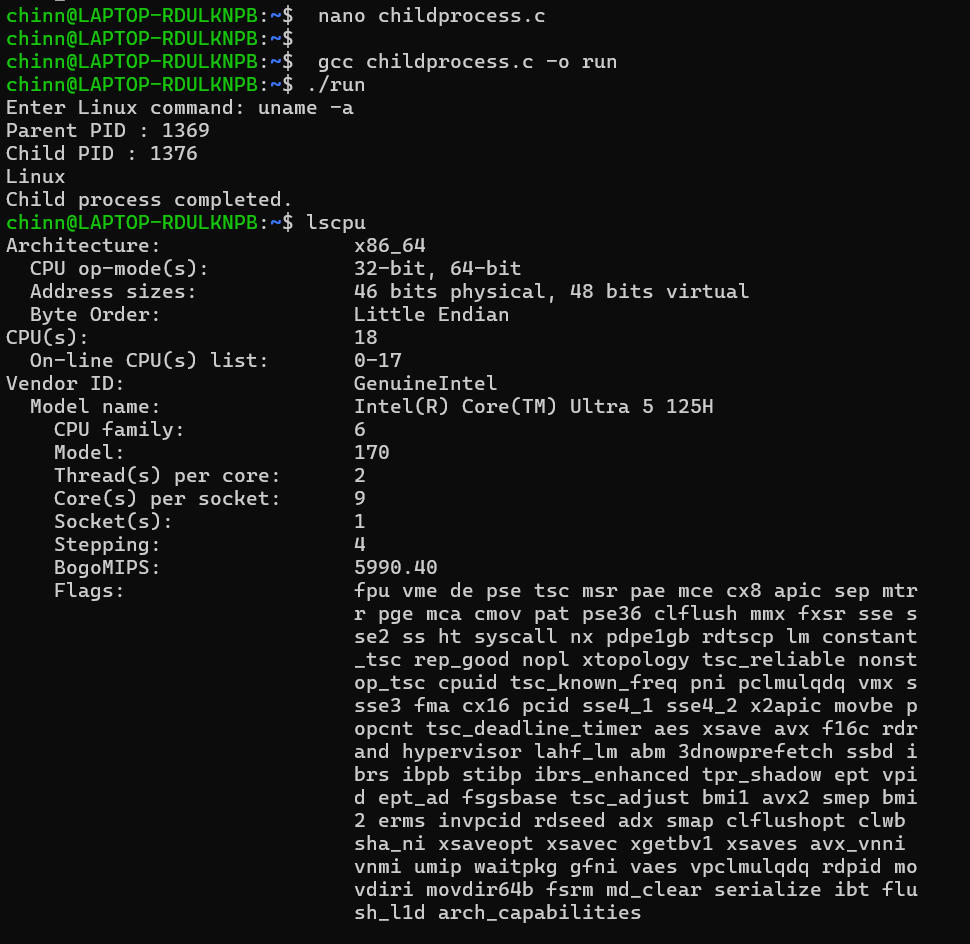 chinn@LAPTOP-RDULKNPB:~$  nano childprocess.c
chinn@LAPTOP-RDULKNPB:~$
chinn@LAPTOP-RDULKNPB:~$  gcc childprocess.c -o run
chinn@LAPTOP-RDULKNPB:~$ ./run
Enter Linux command: uname -a
Parent PID : 1369
Child PID : 1376
Linux
Child process completed.
chinn@LAPTOP-RDULKNPB:~$ lscpu
Architecture:                x86_64
  CPU op-mode(s):            32-bit, 64-bit
  Address sizes:             46 bits physical, 48 bits virtual
  Byte Order:                Little Endian
CPU(s):                      18
  On-line CPU(s) list:       0-17
Vendor ID:                   GenuineIntel
  Model name:                Intel(R) Core(TM) Ultra 5 125H
    CPU family:              6
    Model:                   170
    Thread(s) per core:      2
    Core(s) per socket:      9
    Socket(s):               1
    Stepping:                4
    BogoMIPS:                5990.40
    Flags:                   fpu vme de pse tsc msr pae mce cx8 apic sep mtr
                             r pge mca cmov pat pse36 clflush mmx fxsr sse s
                             se2 ss ht syscall nx pdpe1gb rdtscp lm constant
                             _tsc rep_good nopl xtopology tsc_reliable nonst
                             op_tsc cpuid tsc_known_freq pni pclmulqdq vmx s
                             sse3 fma cx16 pcid sse4_1 sse4_2 x2apic movbe p
                             opcnt tsc_deadline_timer aes xsave avx f16c rdr
                             and hypervisor lahf_lm abm 3dnowprefetch ssbd i
                             brs ibpb stibp ibrs_enhanced tpr_shadow ept vpi
                             d ept_ad fsgsbase tsc_adjust bmi1 avx2 smep bmi
                             2 erms invpcid rdseed adx smap clflushopt clwb
                             sha_ni xsaveopt xsavec xgetbv1 xsaves avx_vnni
                             vnmi umip waitpkg gfni vaes vpclmulqdq rdpid mo
                             vdiri movdir64b fsrm md_clear serialize ibt flu
                             sh_l1d arch_capabilities